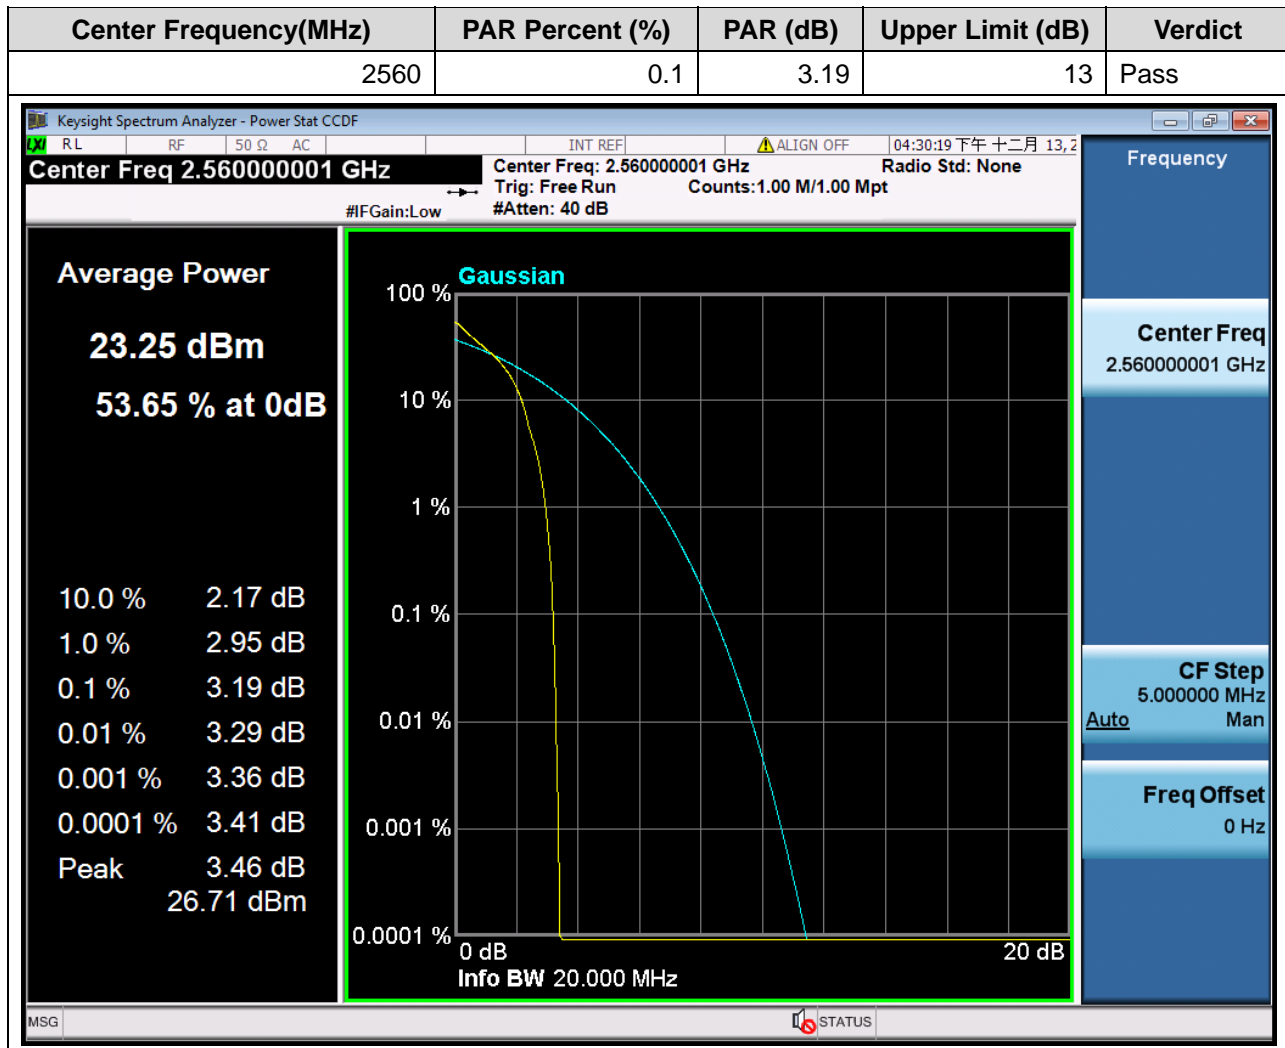 Center Frequency(MHz) PAR Percent (%) PAR (dB) Upper Limit (dB) Verdict
2560 0.1 3.19 13 Pass
Keysight Spectrum Analyzer - Power Stat CCDF
LXI RL RF 50 Ω AC INT REF ALIGN OFF 04:30:19 下午 十二月 13, 2
Center Freq 2.560000001 GHz
Center Freq: 2.560000001 GHz Radio Std: None
Trig: Free Run Counts:1.00 M/1.00 Mpt
#IFGain:Low #Atten: 40 dB
Average Power
23.25 dBm
53.65 % at 0dB
10.0 % 2.17 dB
1.0 % 2.95 dB
0.1 % 3.19 dB
0.01 % 3.29 dB
0.001 % 3.36 dB
0.0001 % 3.41 dB
Peak 3.46 dB
26.71 dBm
Gaussian
100 %
10 %
1 %
0.1 %
0.01 %
0.001 %
0.0001 %
0 dB 20 dB
Info BW 20.000 MHz
Frequency
Center Freq
2.560000001 GHz
CF Step
5.000000 MHz
Auto Man
Freq Offset
0 Hz
MSG STATUS